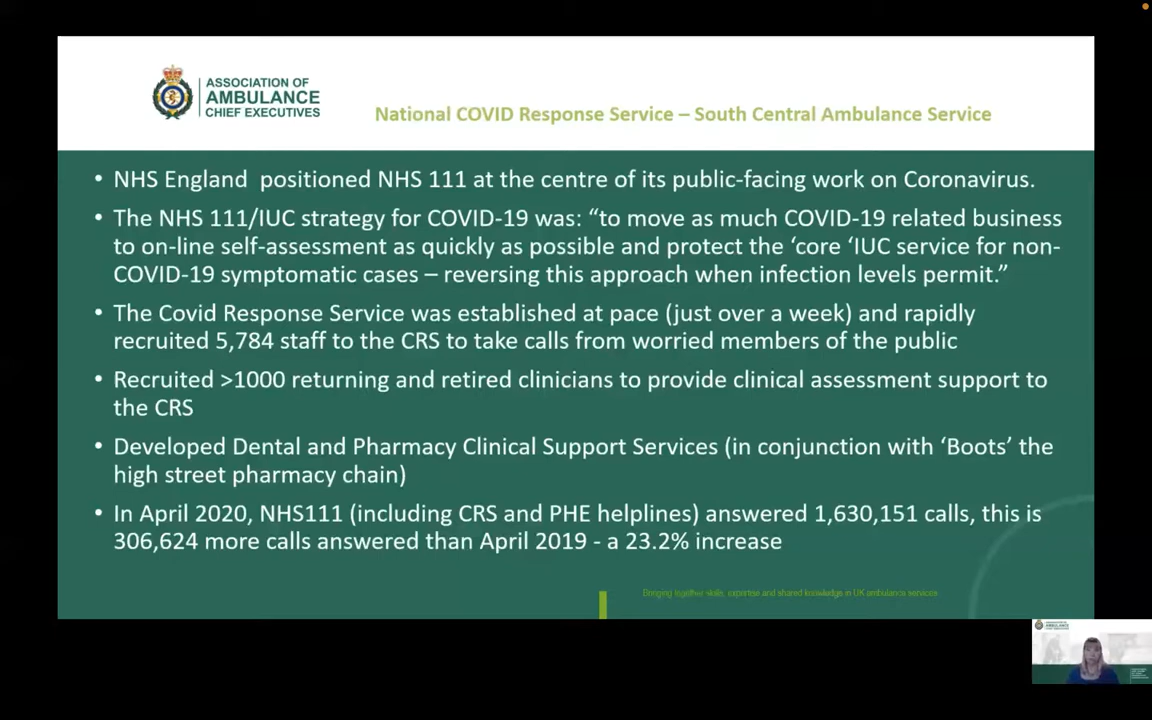 ASSOCIATION OF
AMBULANCE
CHIEF EXECUTIVES
National COVID Response Service – South Central Ambulance Service
• NHS England  positioned NHS 111 at the centre of its public-facing work on Coronavirus.
• The NHS 111/IUC strategy for COVID-19 was: “to move as much COVID-19 related business
to on-line self-assessment as quickly as possible and protect the ‘core ‘IUC service for non-
COVID-19 symptomatic cases – reversing this approach when infection levels permit.”
• The Covid Response Service was established at pace (just over a week) and rapidly
recruited 5,784 staff to the CRS to take calls from worried members of the public
• Recruited >1000 returning and retired clinicians to provide clinical assessment support to
the CRS
• Developed Dental and Pharmacy Clinical Support Services (in conjunction with ‘Boots’ the
high street pharmacy chain)
• In April 2020, NHS111 (including CRS and PHE helplines) answered 1,630,151 calls, this is
306,624 more calls answered than April 2019 - a 23.2% increase
Bringing together skills, expertise and shared knowledge in UK ambulance services